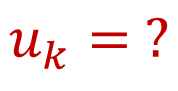 u_k = ?